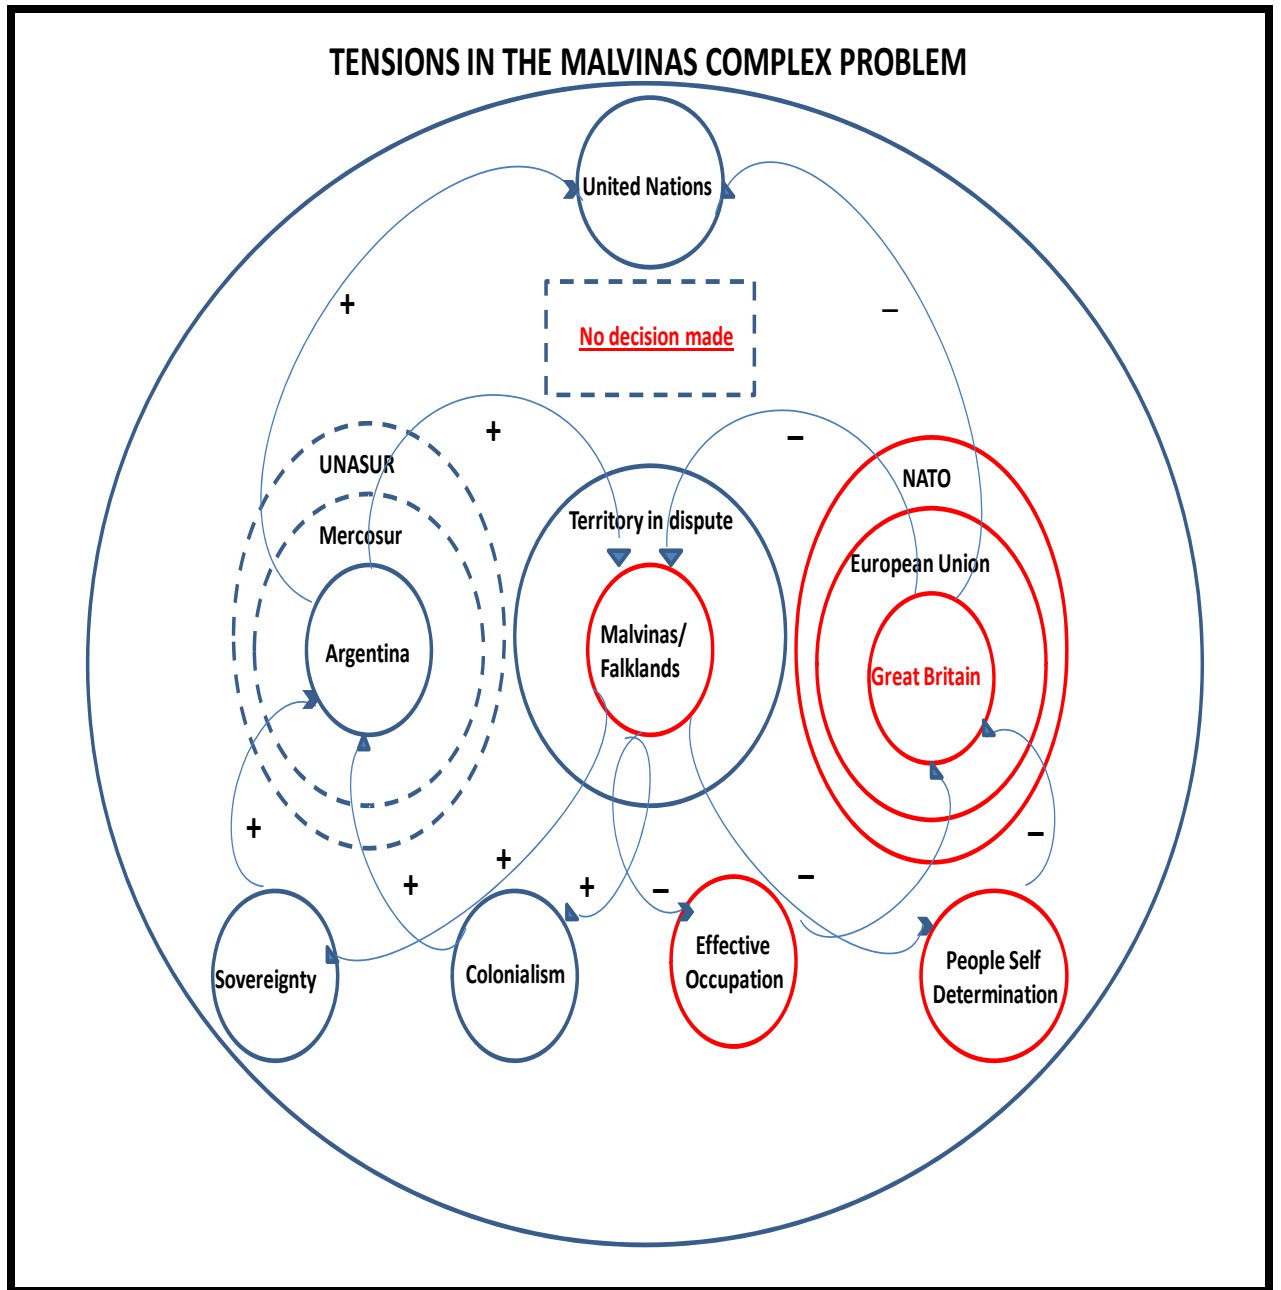 TENSIONS IN THE MALVINAS COMPLEX PROBLEM
United Nations
+
–
No decision made
+
–
UNASUR
NATO
Territory in dispute
Mercosur
European Union
Malvinas/
Falklands
Argentina
Great Britain
+
–
+
+
+
–
–
Effective
Occupation
People Self
Determination
Sovereignty
Colonialism